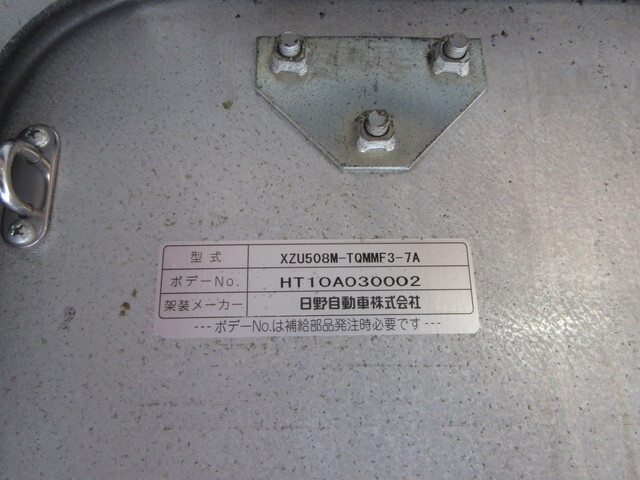 型式 XZU508M-TQMMF3-7A
ボデーNo. HT10A030002
架装メーカー 日野自動車株式会社
---ボデーNo.は補給部品発注時必要です---